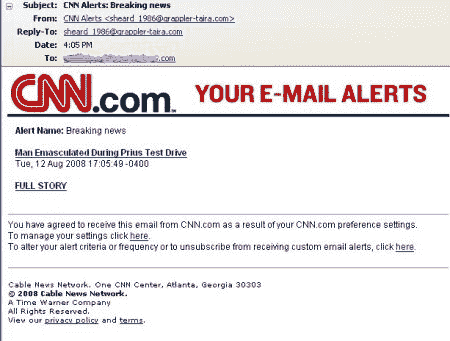 Subject: CNN Alerts: Breaking news
From: CNN Alerts <sheard_1986@grappler-taira.com>
Reply-To: sheard_1986@grappler-taira.com
Date: 4:05 PM
To: .com
CNN.com™ YOUR E-MAIL ALERTS
Alert Name: Breaking news
Man Emasculated During Prius Test Drive
Tue, 12 Aug 2008 17:05:49 -0400
FULL STORY
You have agreed to receive this email from CNN.com as a result of your CNN.com preference settings.
To manage your settings click here.
To alter your alert criteria or frequency or to unsubscribe from receiving custom email alerts, click here.
Cable News Network. One CNN Center, Atlanta, Georgia 30303
© 2008 Cable News Network.
A Time Warner Company
All Rights Reserved.
View our privacy policy and terms.